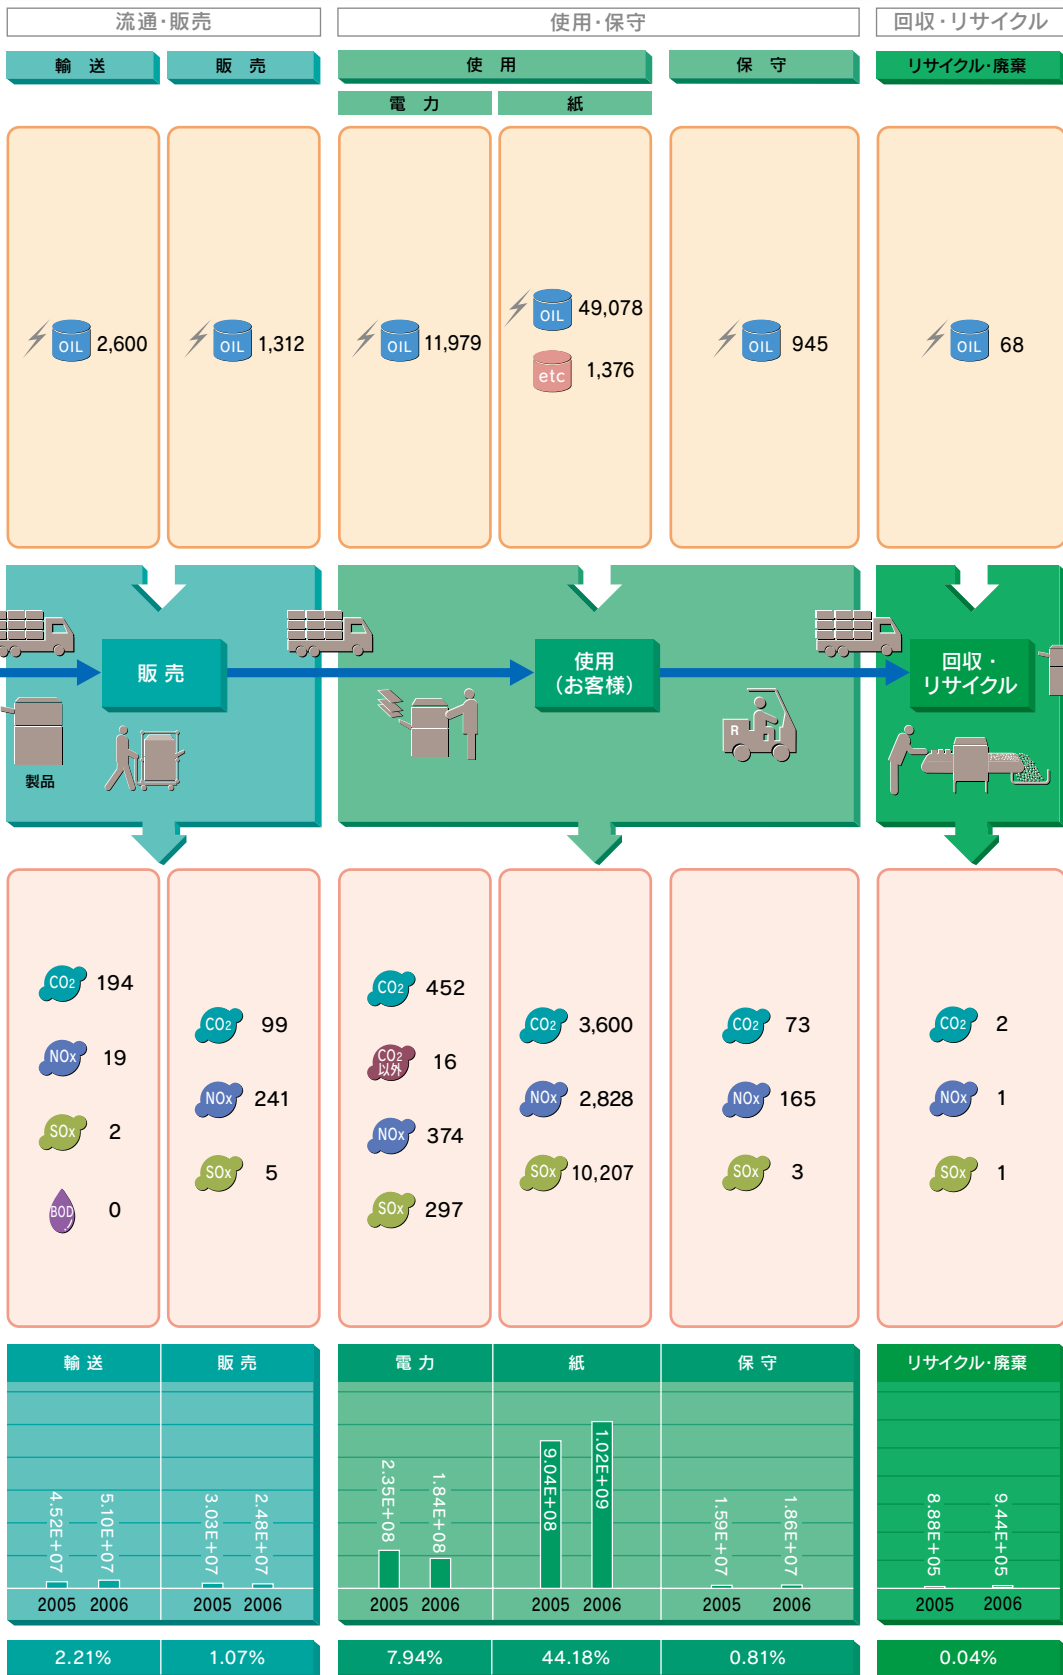 流通・販売
使用・保守
回収・リサイクル
輸 送
販 売
使 用
保 守
リサイクル・廃棄
電 力
紙
OIL 2,600
OIL 1,312
OIL 11,979
OIL 49,078
etc 1,376
OIL 945
OIL 68
販 売
使用
（お客様）
回収・
リサイクル
製品
R
CO2 194
NOx 19
SOx 2
BOD 0
CO2 99
NOx 241
SOx 5
CO2 452
CO2
以外 16
NOx 374
SOx 297
CO2 3,600
NOx 2,828
SOx 10,207
CO2 73
NOx 165
SOx 3
CO2 2
NOx 1
SOx 1
輸 送
4.52E+07
5.10E+07
2005 2006
2.21%
販 売
3.03E+07
2.48E+07
2005 2006
1.07%
電 力
2.35E+08
1.84E+08
2005 2006
7.94%
紙
9.04E+08
1.02E+09
2005 2006
44.18%
保 守
1.59E+07
1.86E+07
2005 2006
0.81%
リサイクル・廃棄
8.88E+05
9.44E+05
2005 2006
0.04%